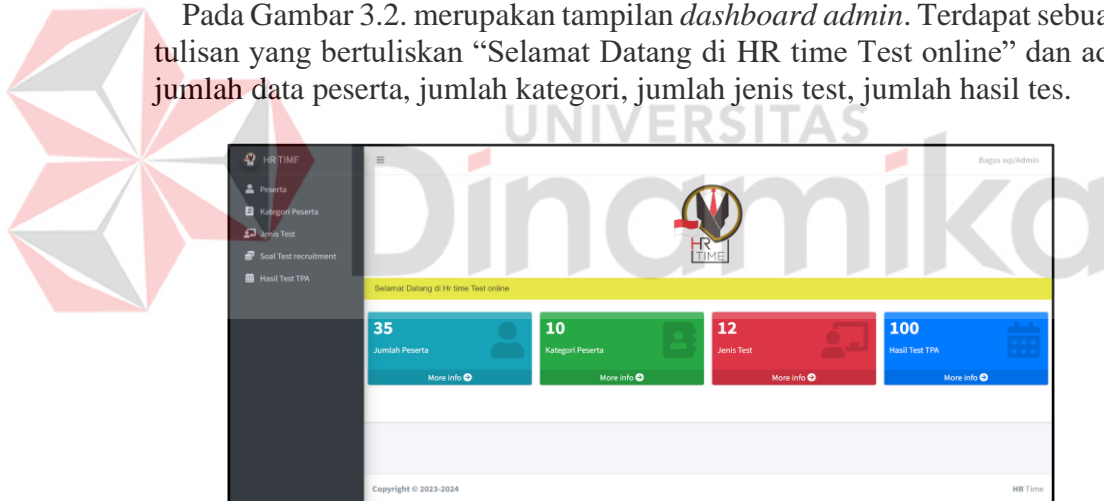 Pada Gambar 3.2. merupakan tampilan dashboard admin. Terdapat
tulisan yang bertuliskan “Selamat Datang di HR time Test online” dan
jumlah data peserta, jumlah kategori, jumlah jenis test, jumlah hasil tes.
UNIVERSITAS
Dinamika
HR TIME
Bagus wp/Admin
Peserta
Kategori Peserta
Jenis Test
Soal Test recruitment
Hasil Test TPA
HR
TIME
Selamat Datang di Hr time Test online
35
Jumlah Peserta
More info
10
Kategori Peserta
More info
12
Jenis Test
More info
100
Hasil Test TPA
More info
Copyright © 2023-2024
HR Time